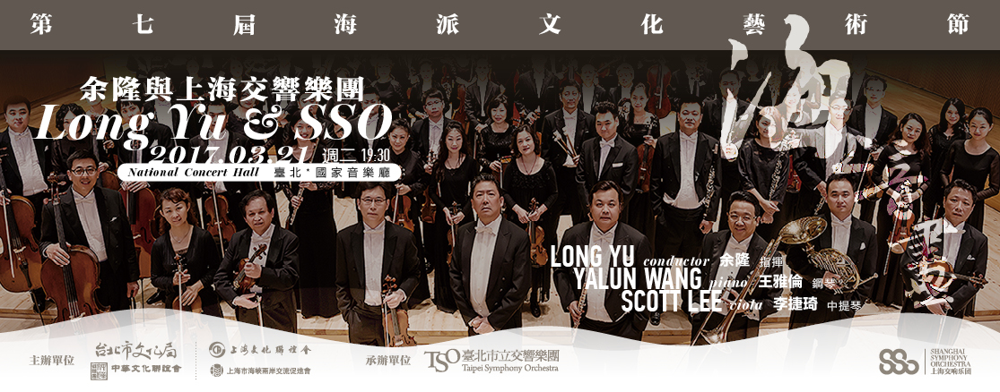 第七屆海派文化藝術節
余隆與上海交響樂團
Long Yu & SSO
2017.03.21 週二 19:30
National Concert Hall 臺北・國家音樂廳
海上音畫
LONG YU conductor 余隆 指揮
YALUN WANG piano 王雅倫 鋼琴
SCOTT LEE viola 李捷琦 中提琴
主辦單位
台北市文化局
中華文化聯誼會
上海文化聯誼會
上海市海峽兩岸交流促進會
承辦單位
TSO 臺北市立交響樂團
Taipei Symphony Orchestra
SSO
SHANGHAI
SYMPHONY
ORCHESTRA
上海交响乐团